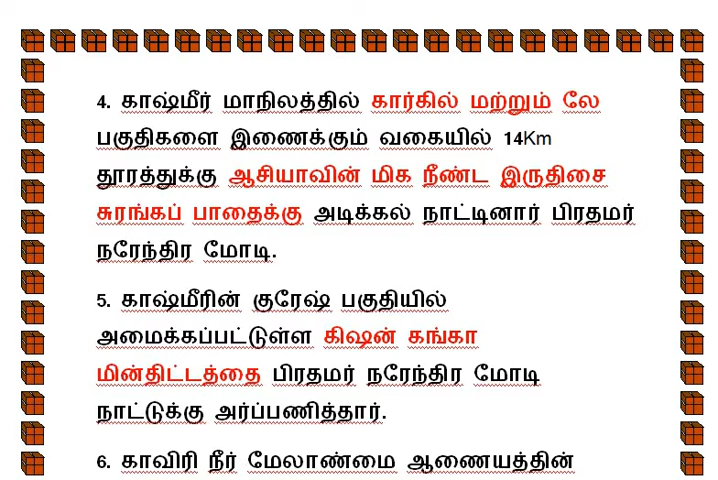 4. காஷ்மீர் மாநிலத்தில் கார்கில் மற்றும் லே
பகுதிகளை இணைக்கும் வகையில் 14Km
தூரத்துக்கு ஆசியாவின் மிக நீண்ட இருதிசை
சுரங்கப் பாதைக்கு அடிக்கல் நாட்டினார் பிரதமர்
நரேந்திர மோடி.
5. காஷ்மீரின் குரேஷ் பகுதியில்
அமைக்கப்பட்டுள்ள கிஷன் கங்கா
மின்திட்டத்தை பிரதமர் நரேந்திர மோடி
நாட்டுக்கு அர்ப்பணித்தார்.
6. காவிரி நீர் மேலாண்மை ஆணையத்தின்